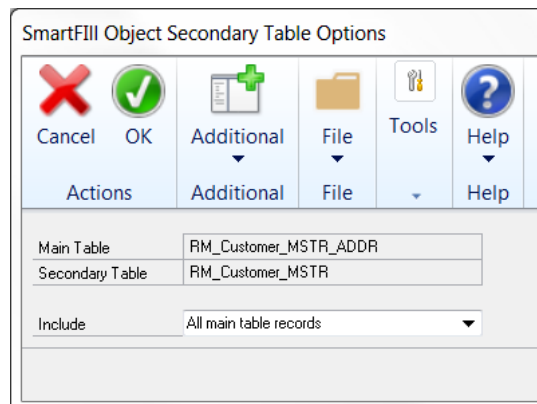 SmartFIll Object Secondary Table Options
Cancel OK Additional File Tools Help
Actions Additional File Help
Main Table RM_Customer_MSTR_ADDR
Secondary Table RM_Customer_MSTR
Include All main table records